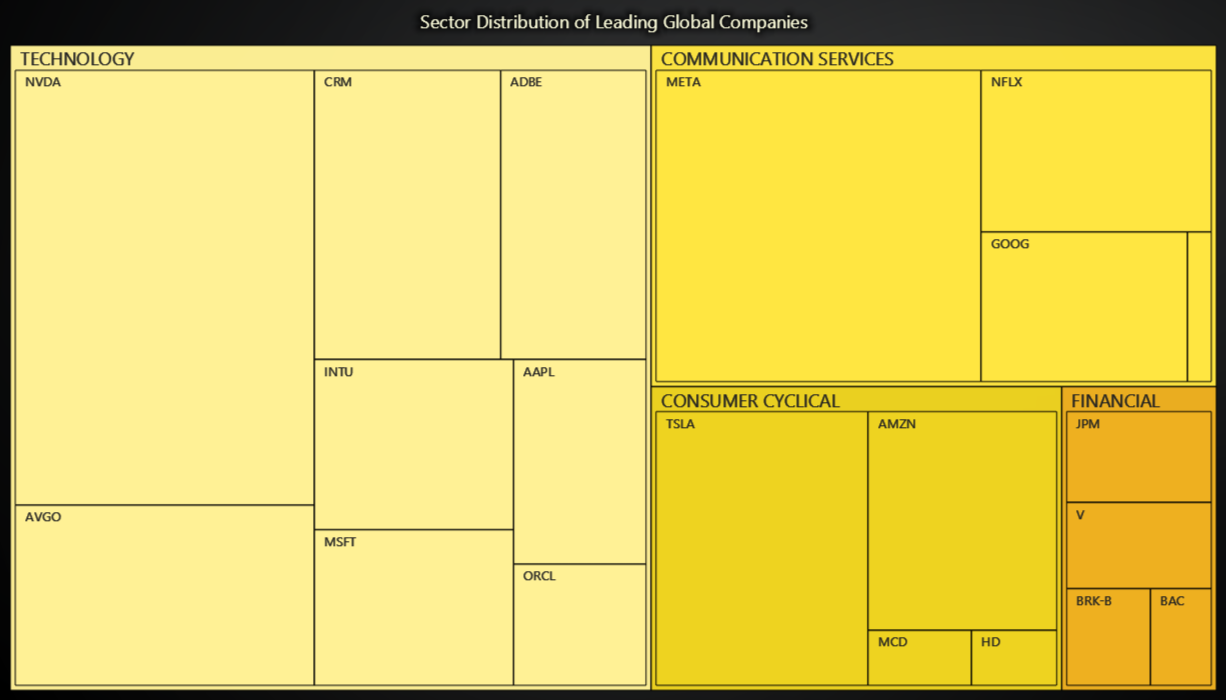 Sector Distribution of Leading Global Companies
TECHNOLOGY
NVDA
CRM
ADBE
INTU
AAPL
AVGO
MSFT
ORCL
COMMUNICATION SERVICES
META
NFLX
GOOG
CONSUMER CYCLICAL
TSLA
AMZN
MCD
HD
FINANCIAL
JPM
V
BRK-B
BAC